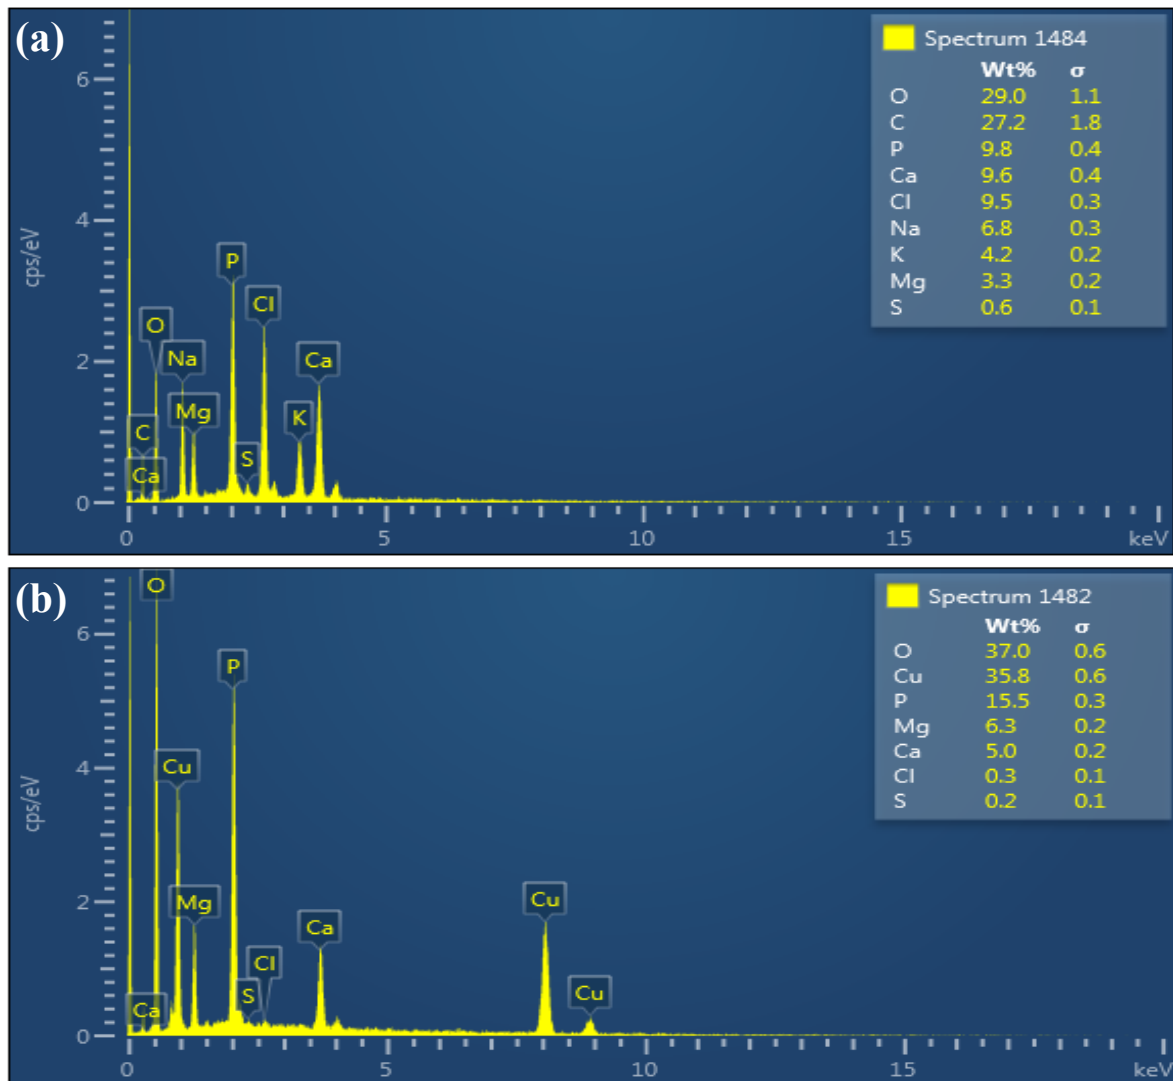 (a)
Spectrum 1484
Wt% σ
O 29.0 1.1
C 27.2 1.8
P 9.8 0.4
Ca 9.6 0.4
Cl 9.5 0.3
Na 6.8 0.3
K 4.2 0.2
Mg 3.3 0.2
S 0.6 0.1
cps/eV
6
4
2
0
P
Cl
O
Na
Ca
Mg
K
C
S
Ca
0 5 10 15 keV
(b)
Spectrum 1482
Wt% σ
O 37.0 0.6
Cu 35.8 0.6
P 15.5 0.3
Mg 6.3 0.2
Ca 5.0 0.2
Cl 0.3 0.1
S 0.2 0.1
cps/eV
6
4
2
0
O
P
Cu
Mg
Cu
Ca
Cl
S
Cu
Ca
0 5 10 15 keV